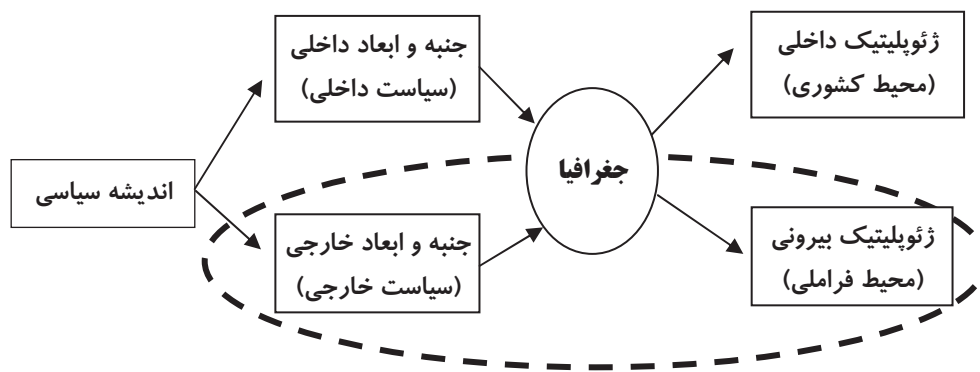 اندیشه سیاسی
جنبه و ابعاد داخلی
(سیاست داخلی)
جنبه و ابعاد خارجی
(سیاست خارجی)
جغرافیا
ژئوپلیتیک داخلی
(محیط کشوری)
ژئوپلیتیک بیرونی
(محیط فراملی)